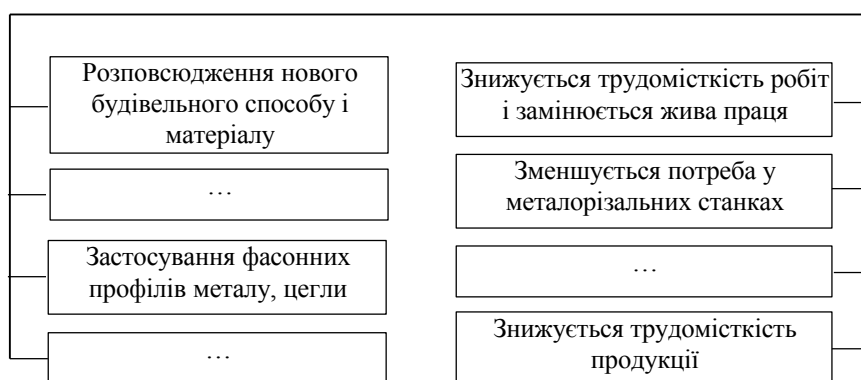 Розповсюдження нового
будівельного способу і
матеріалу
…
Застосування фасонних
профілів металу, цегли
…
Знижується трудомісткість робіт
і замінюється жива праця
Зменшується потреба у
металорізальних станках
…
Знижується трудомісткість
продукції